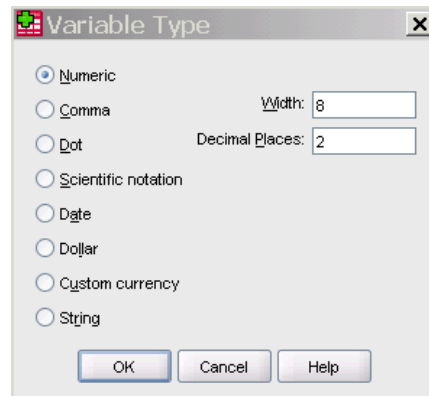 Variable Type
Numeric
Comma
Width: 8
Dot
Decimal Places: 2
Scientific notation
Date
Dollar
Custom currency
String
OK Cancel Help